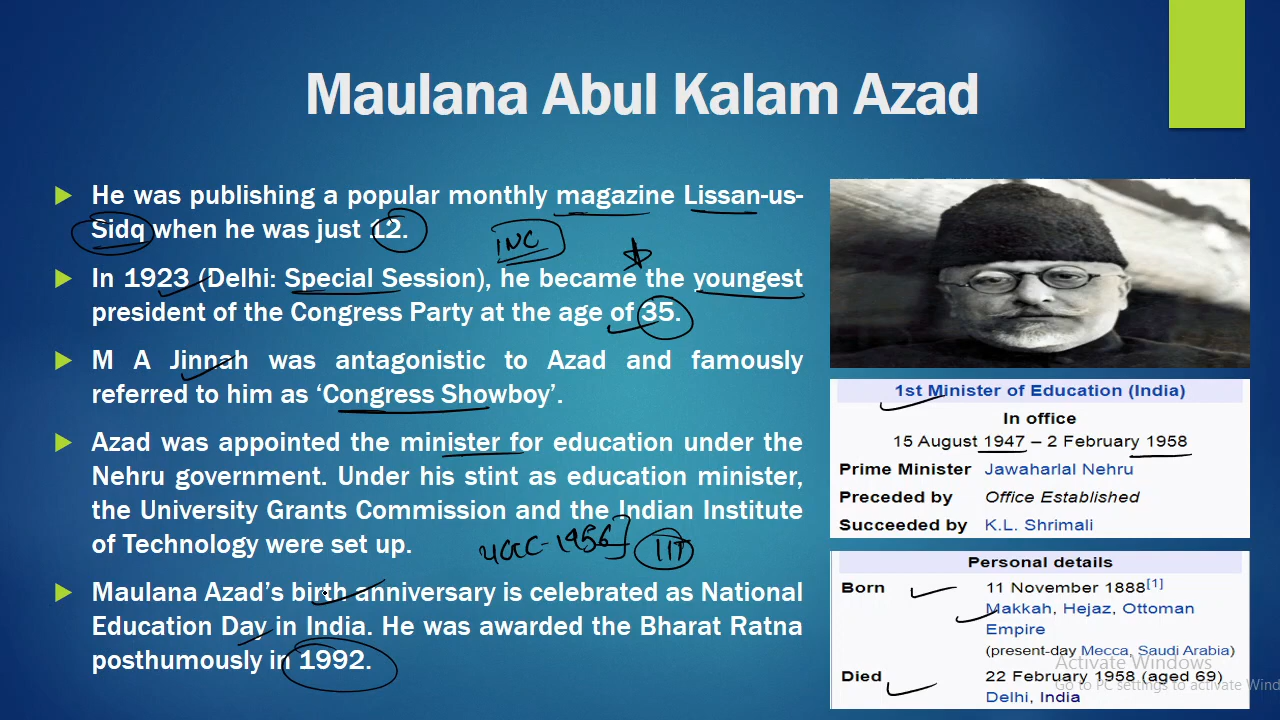 Maulana Abul Kalam Azad
He was publishing a popular monthly magazine Lissan-us-
Sidq when he was just 12.
INC
In 1923 (Delhi: Special Session), he became the youngest
president of the Congress Party at the age of 35.
M A Jinnah was antagonistic to Azad and famously
referred to him as ‘Congress Showboy’.
Azad was appointed the minister for education under the
Nehru government. Under his stint as education minister,
the University Grants Commission and the Indian Institute
of Technology were set up.
UGC-1956] IIT
Maulana Azad’s birth anniversary is celebrated as National
Education Day in India. He was awarded the Bharat Ratna
posthumously in 1992.
1st Minister of Education (India)
In office
15 August 1947 – 2 February 1958
Prime Minister Jawaharlal Nehru
Preceded by Office Established
Succeeded by K.L. Shrimali
Personal details
Born 11 November 1888[1]
Makkah, Hejaz, Ottoman
Empire
(present-day Mecca, Saudi Arabia)
Died 22 February 1958 (aged 69)
Delhi, India
Activate Windows
Go to PC settings to activate Wind